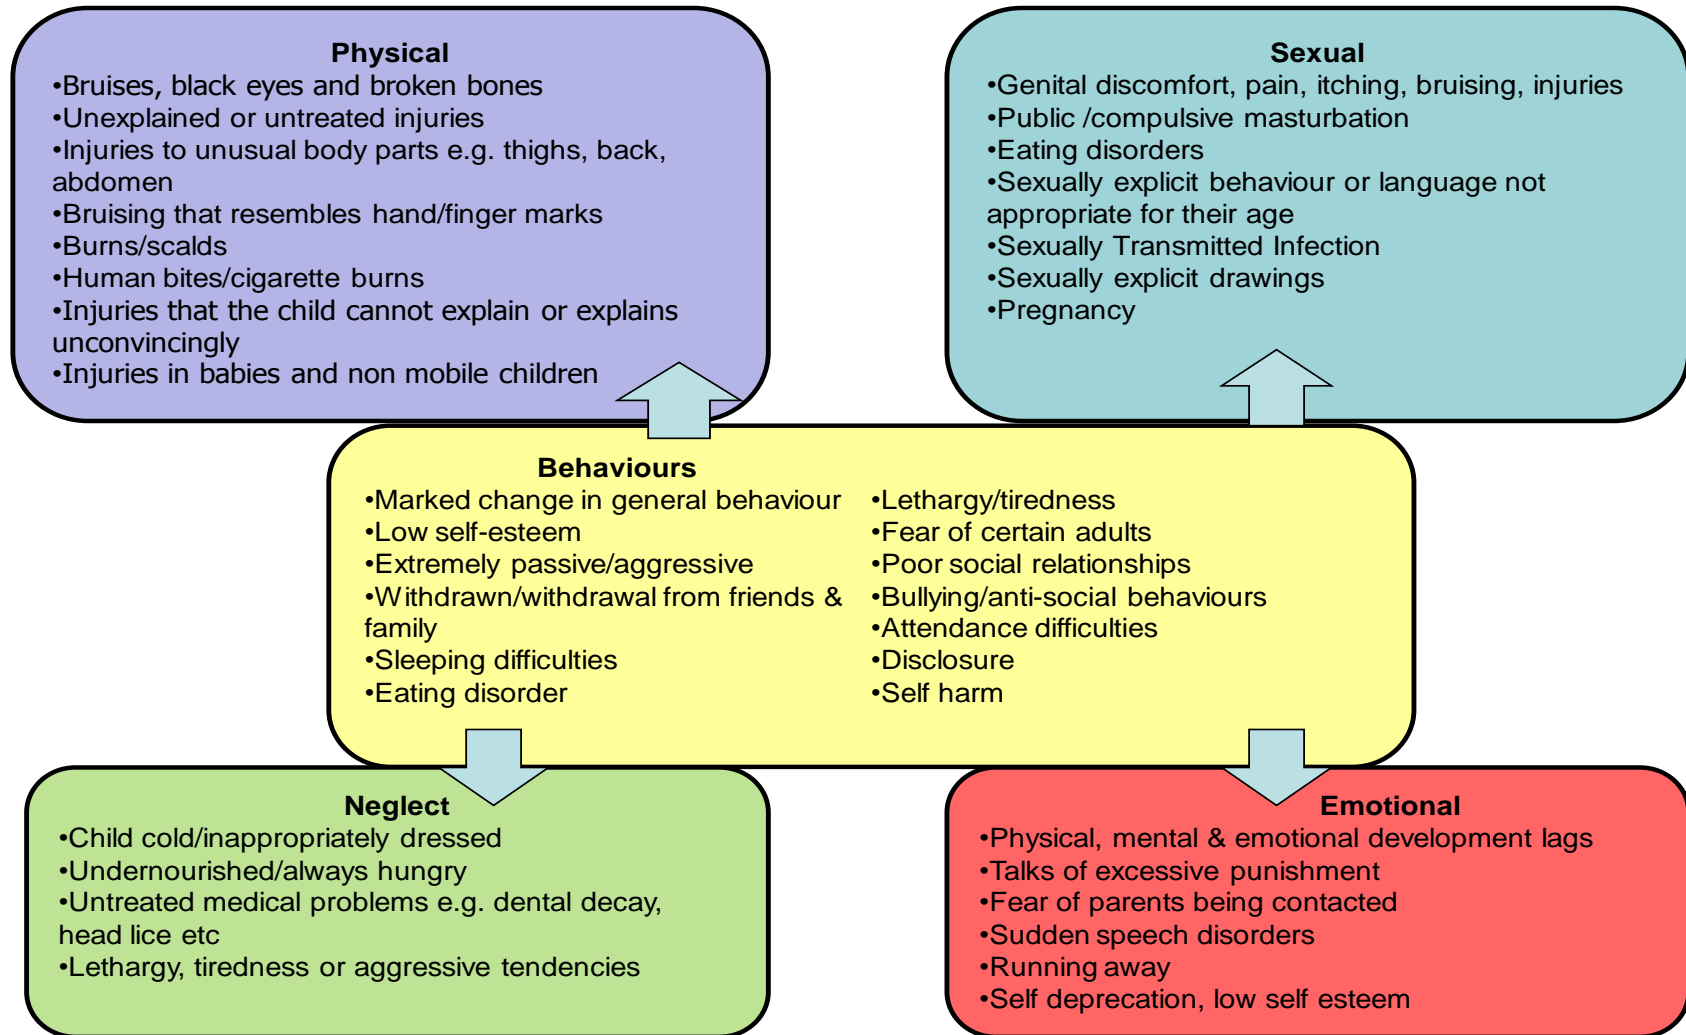 Physical
•Bruises, black eyes and broken bones
•Unexplained or untreated injuries
•Injuries to unusual body parts e.g. thighs, back,
abdomen
•Bruising that resembles hand/finger marks
•Burns/scalds
•Human bites/cigarette burns
•Injuries that the child cannot explain or explains
unconvincingly
•Injuries in babies and non mobile children
Sexual
•Genital discomfort, pain, itching, bruising, injuries
•Public /compulsive masturbation
•Eating disorders
•Sexually explicit behaviour or language not
appropriate for their age
•Sexually Transmitted Infection
•Sexually explicit drawings
•Pregnancy
Behaviours
•Marked change in general behaviour
•Low self-esteem
•Extremely passive/aggressive
•Withdrawn/withdrawal from friends &
family
•Sleeping difficulties
•Eating disorder
•Lethargy/tiredness
•Fear of certain adults
•Poor social relationships
•Bullying/anti-social behaviours
•Attendance difficulties
•Disclosure
•Self harm
Neglect
•Child cold/inappropriately dressed
•Undernourished/always hungry
•Untreated medical problems e.g. dental decay,
head lice etc
•Lethargy, tiredness or aggressive tendencies
Emotional
•Physical, mental & emotional development lags
•Talks of excessive punishment
•Fear of parents being contacted
•Sudden speech disorders
•Running away
•Self deprecation, low self esteem